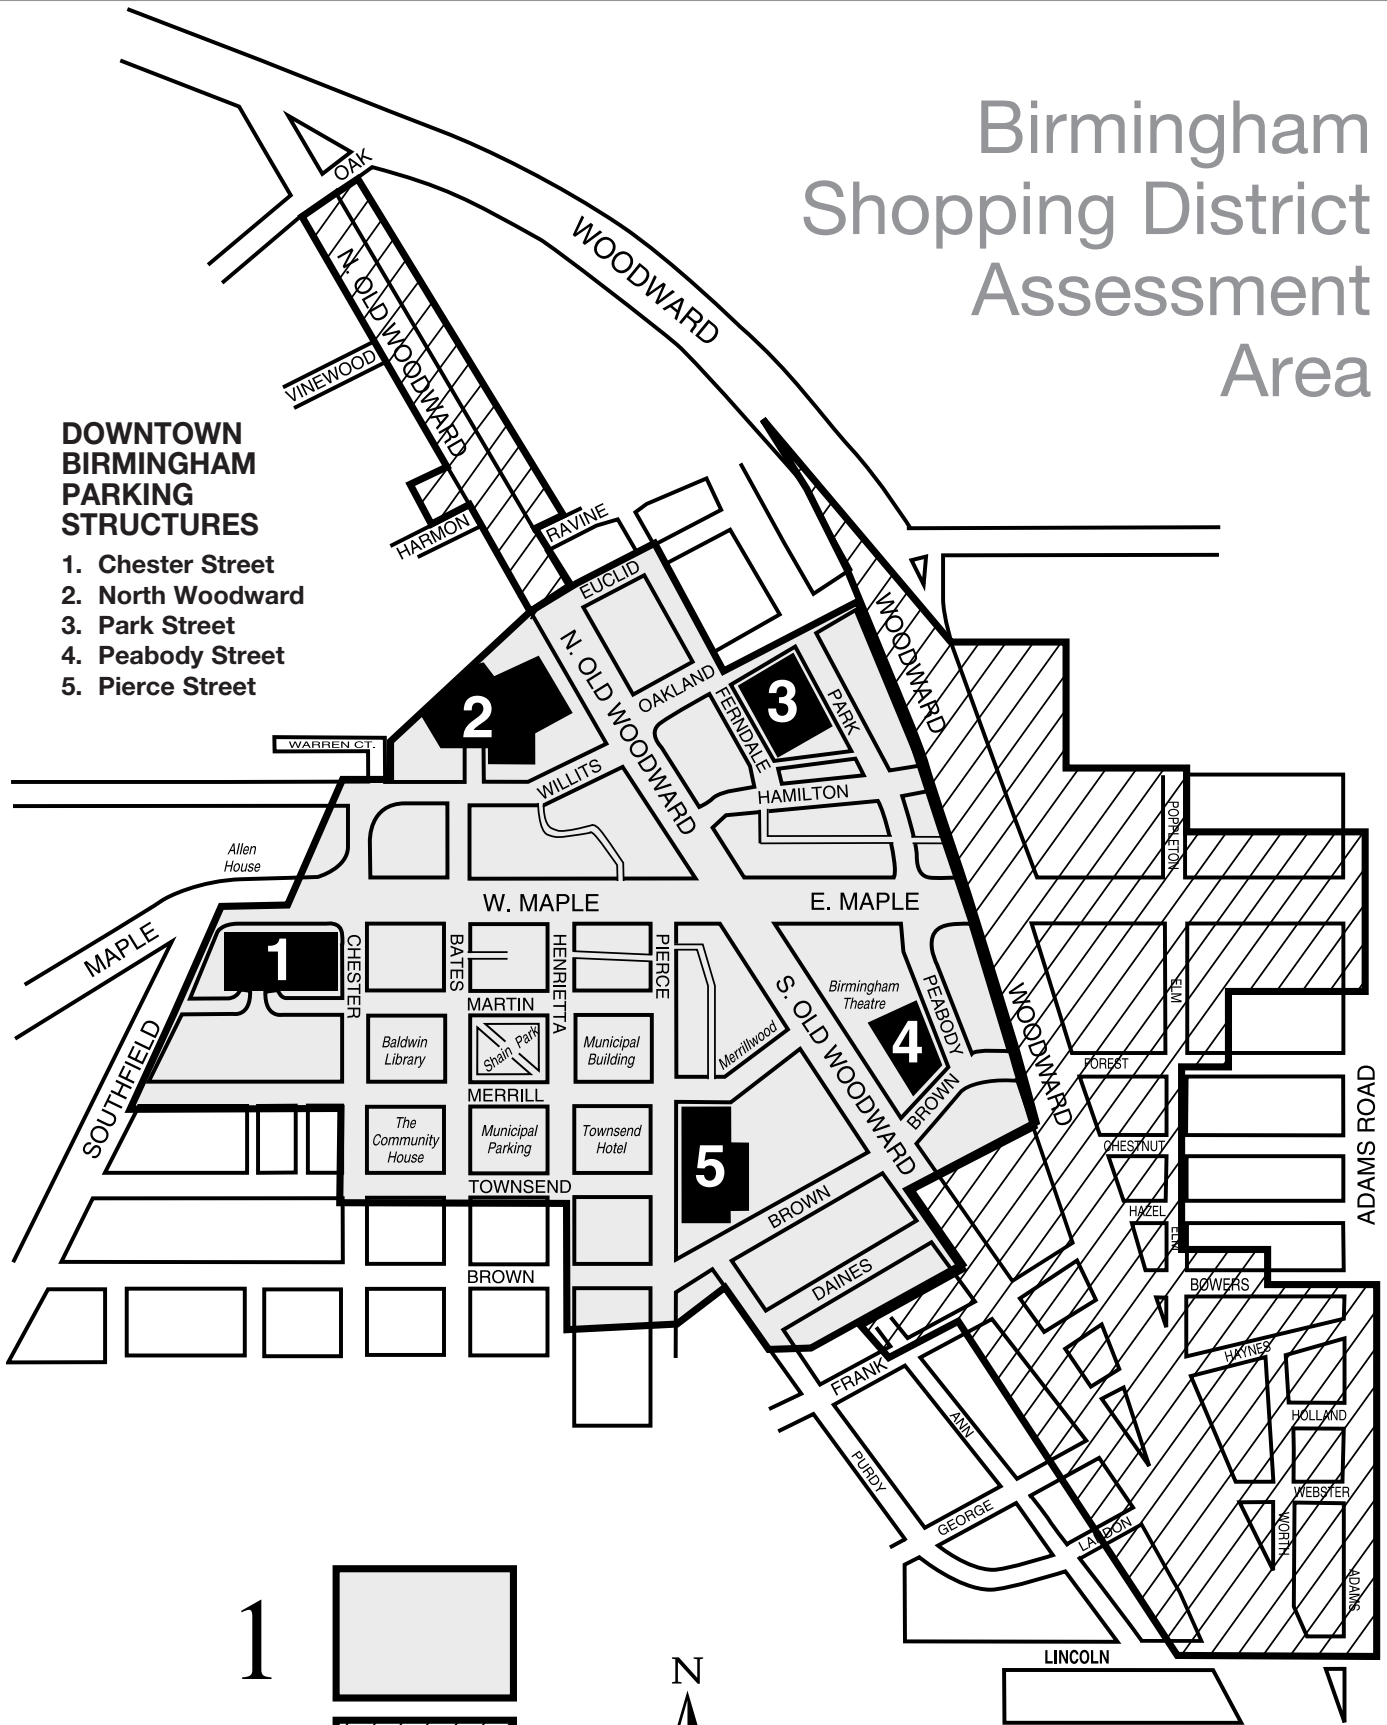 Birmingham
Shopping District
Assessment
Area
OAK
WOODWARD
N. OLD WOODWARD
VINEWOOD
DOWNTOWN
BIRMINGHAM
PARKING
STRUCTURES
1. Chester Street
2. North Woodward
3. Park Street
4. Peabody Street
5. Pierce Street
HARMON
RAVINE
EUCLID
WOODWARD
N. OLD WOODWARD
OAKLAND
FERNDALE
PARK
2
3
WARREN CT.
WILLITS
HAMILTON
POPPLETON
Allen
House
W. MAPLE
E. MAPLE
MAPLE
1
CHESTER
BATES
HENRIETTA
PIERCE
MARTIN
S. OLD WOODWARD
Birmingham
Theatre
PEABODY
WOODWARD
ELM
4
SOUTHFIELD
Baldwin
Library
Shain Park
Municipal
Building
Merrillwood
FOREST
MERRILL
BROWN
ADAMS ROAD
The
Community
House
Municipal
Parking
Townsend
Hotel
5
CHESTNUT
TOWNSEND
BROWN
HAZEL
ELM
BROWN
DAINES
BOWERS
FRANK
HAYNES
ANN
HOLLAND
PURDY
WEBSTER
GEORGE
LANDON
WORTH
ADAMS
1
LINCOLN
N